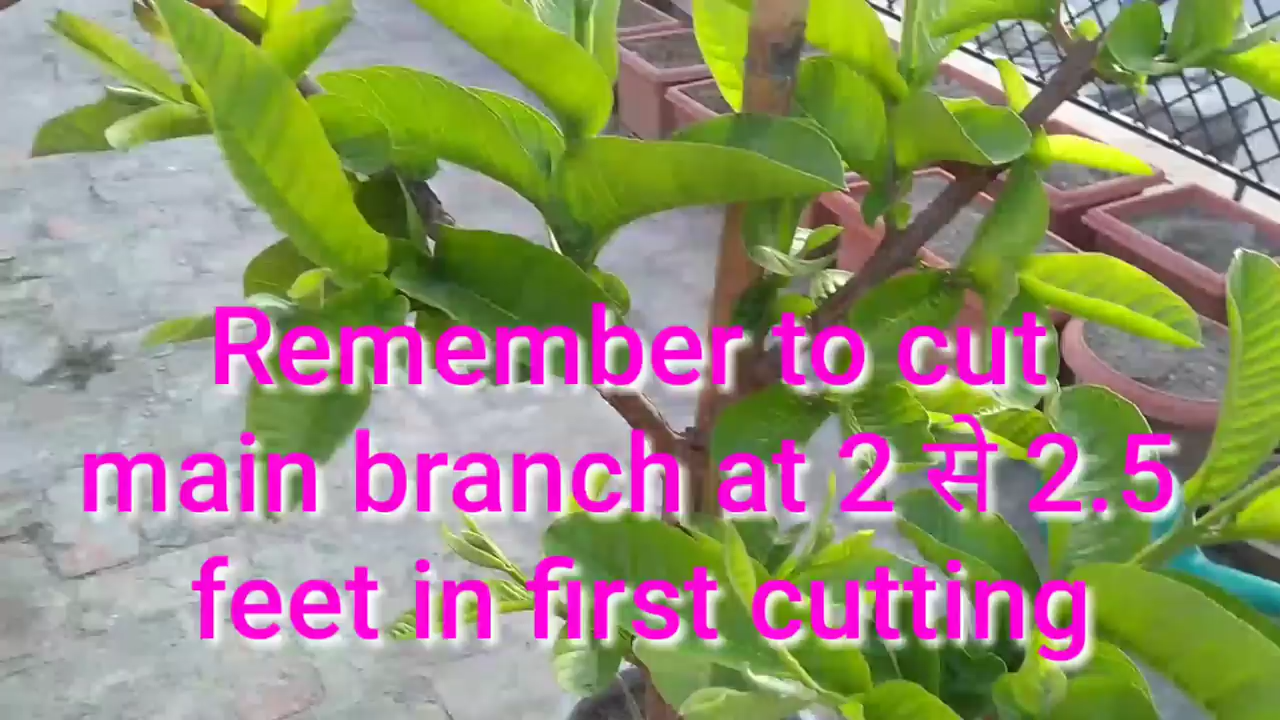 Remember to cut
main branch at 2 से 2.5
feet in first cutting